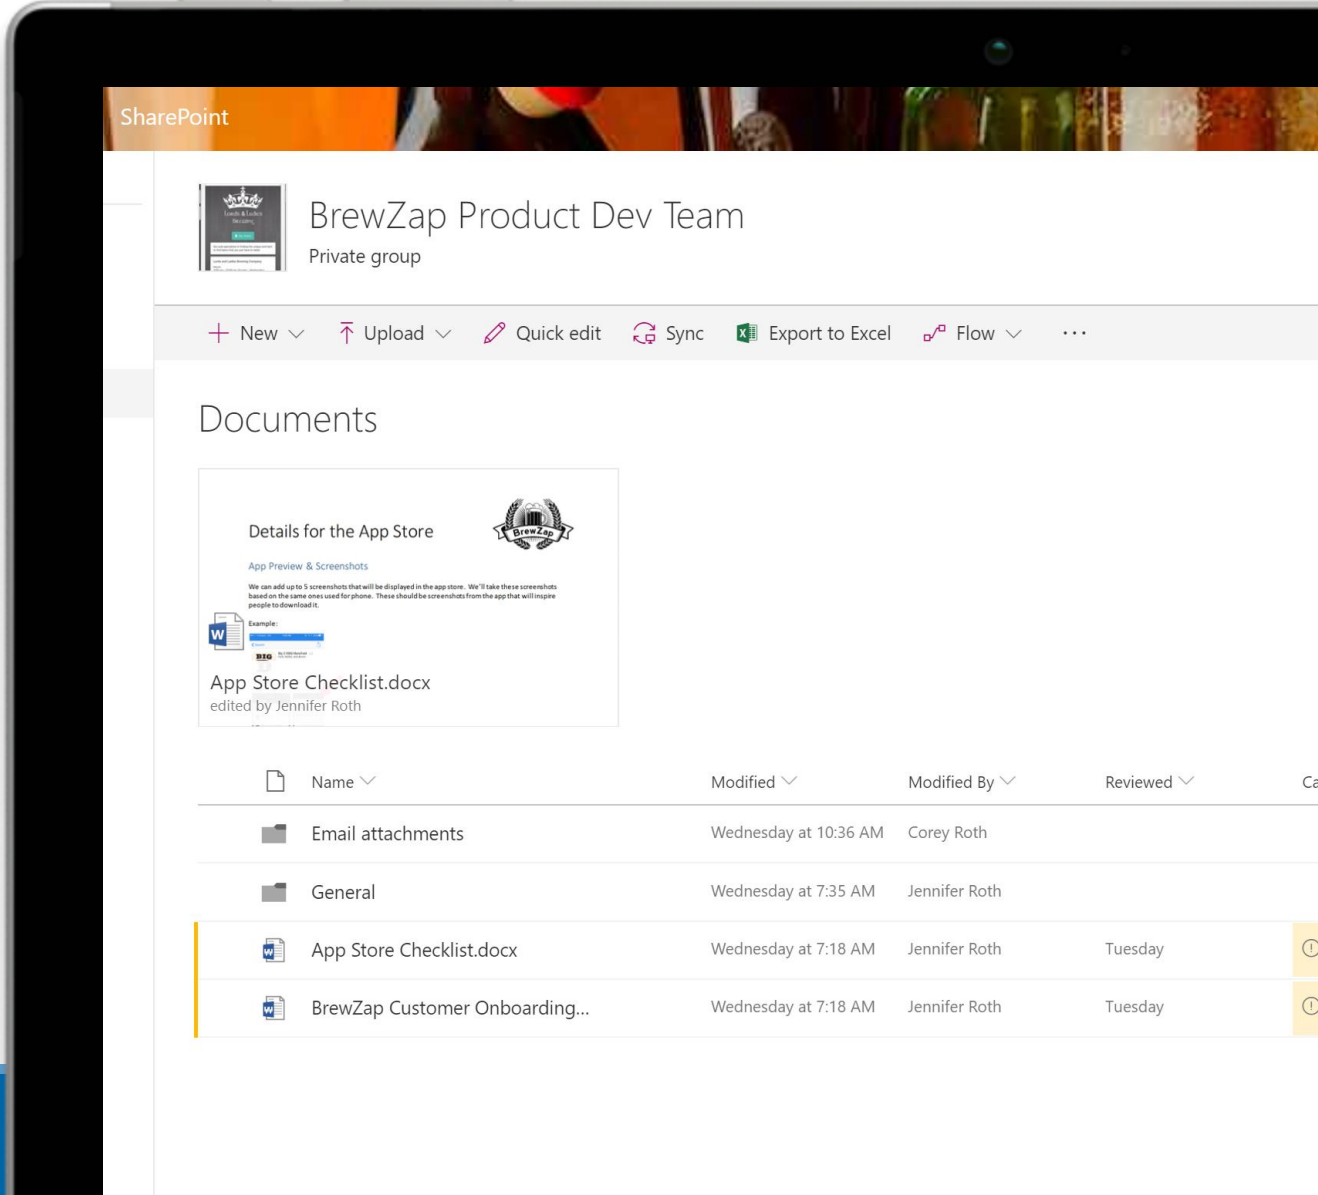 SharePoint
BrewZap Product Dev Team
Private group
New
Upload
Quick edit
Sync
Export to Excel
Flow
...
Documents
Details for the App Store
BrewZap
App Preview & Screenshots
We can add up to 5 screenshots that will be displayed in the app store. We'll take these screenshots
based on the same ones used for phone. These should be screenshots from the app that will inspire
people to download it.
Example:
BIG
App Store Checklist.docx
edited by Jennifer Roth
Name Modified Modified By Reviewed Ca
Email attachments Wednesday at 10:36 AM Corey Roth
General Wednesday at 7:35 AM Jennifer Roth
App Store Checklist.docx Wednesday at 7:18 AM Jennifer Roth Tuesday
BrewZap Customer Onboarding... Wednesday at 7:18 AM Jennifer Roth Tuesday